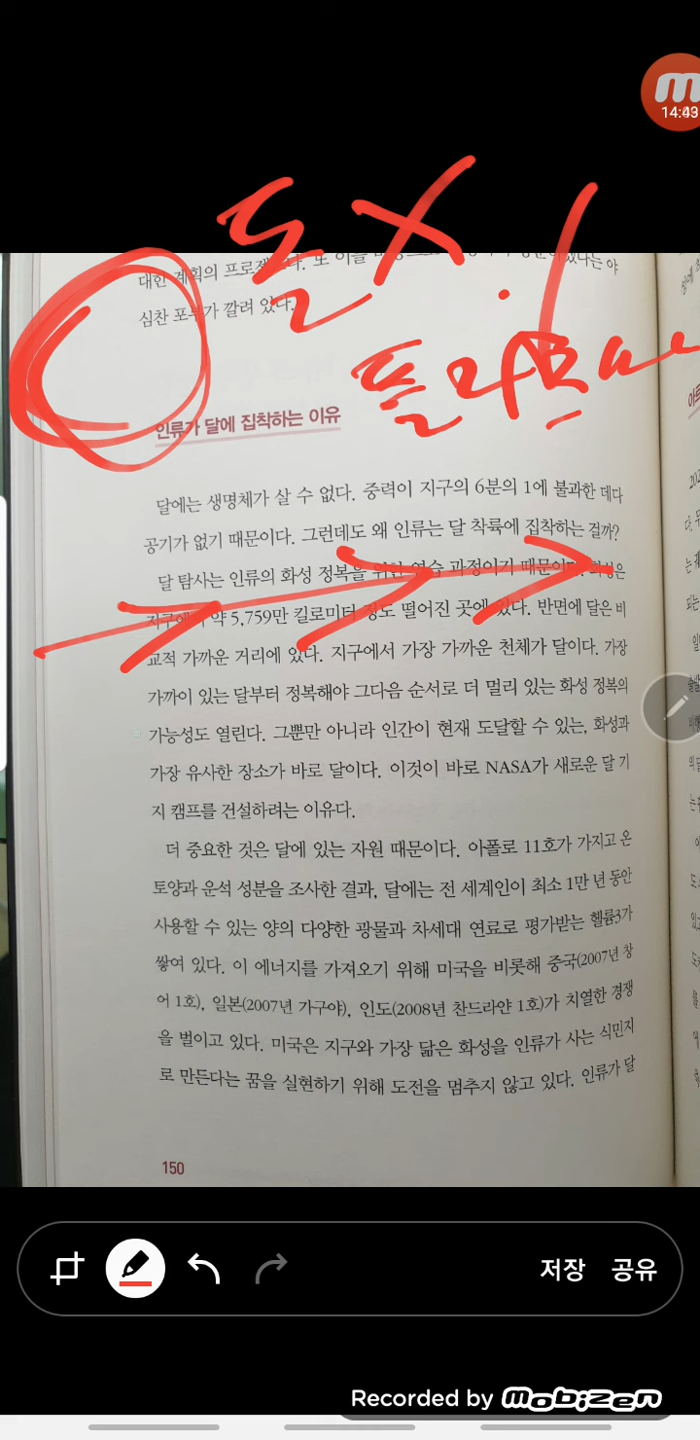 14:43
돌X!
대한 계획의 프로젝
심찬 포부가 깔려 있다.
인류가 달에 집착하는 이유
달에는 생명체가 살 수 없다. 중력이 지구의 6분의 1에 불과한 데다
공기가 없기 때문이다. 그런데도 왜 인류는 달 착륙에 집착하는 걸까?
달 탐사는 인류의 화성 정복을 위한 연습 과정이기 때문이다. 화성은
지구에서 약 5,759만 킬로미터 정도 떨어진 곳에 있다. 반면에 달은 비
교적 가까운 거리에 있다. 지구에서 가장 가까운 천체가 달이다. 가장
가까이 있는 달부터 정복해야 그다음 순서로 더 멀리 있는 화성 정복의
가능성도 열린다. 그뿐만 아니라 인간이 현재 도달할 수 있는, 화성과
가장 유사한 장소가 바로 달이다. 이것이 바로 NASA가 새로운 달 기
지 캠프를 건설하려는 이유다.
더 중요한 것은 달에 있는 자원 때문이다. 아폴로 11호가 가지고 온
토양과 운석 성분을 조사한 결과, 달에는 전 세계인이 최소 1만 년 동안
사용할 수 있는 양의 다양한 광물과 차세대 연료로 평가받는 헬륨3가
쌓여 있다. 이 에너지를 가져오기 위해 미국을 비롯해 중국(2007년 창
어 1호), 일본(2007년 가구야), 인도(2008년 찬드라얀 1호)가 치열한 경쟁
을 벌이고 있다. 미국은 지구와 가장 닮은 화성을 인류가 사는 식민지
로 만든다는 꿈을 실현하기 위해 도전을 멈추지 않고 있다. 인류가 달
150
저장 공유
Recorded by mobizen